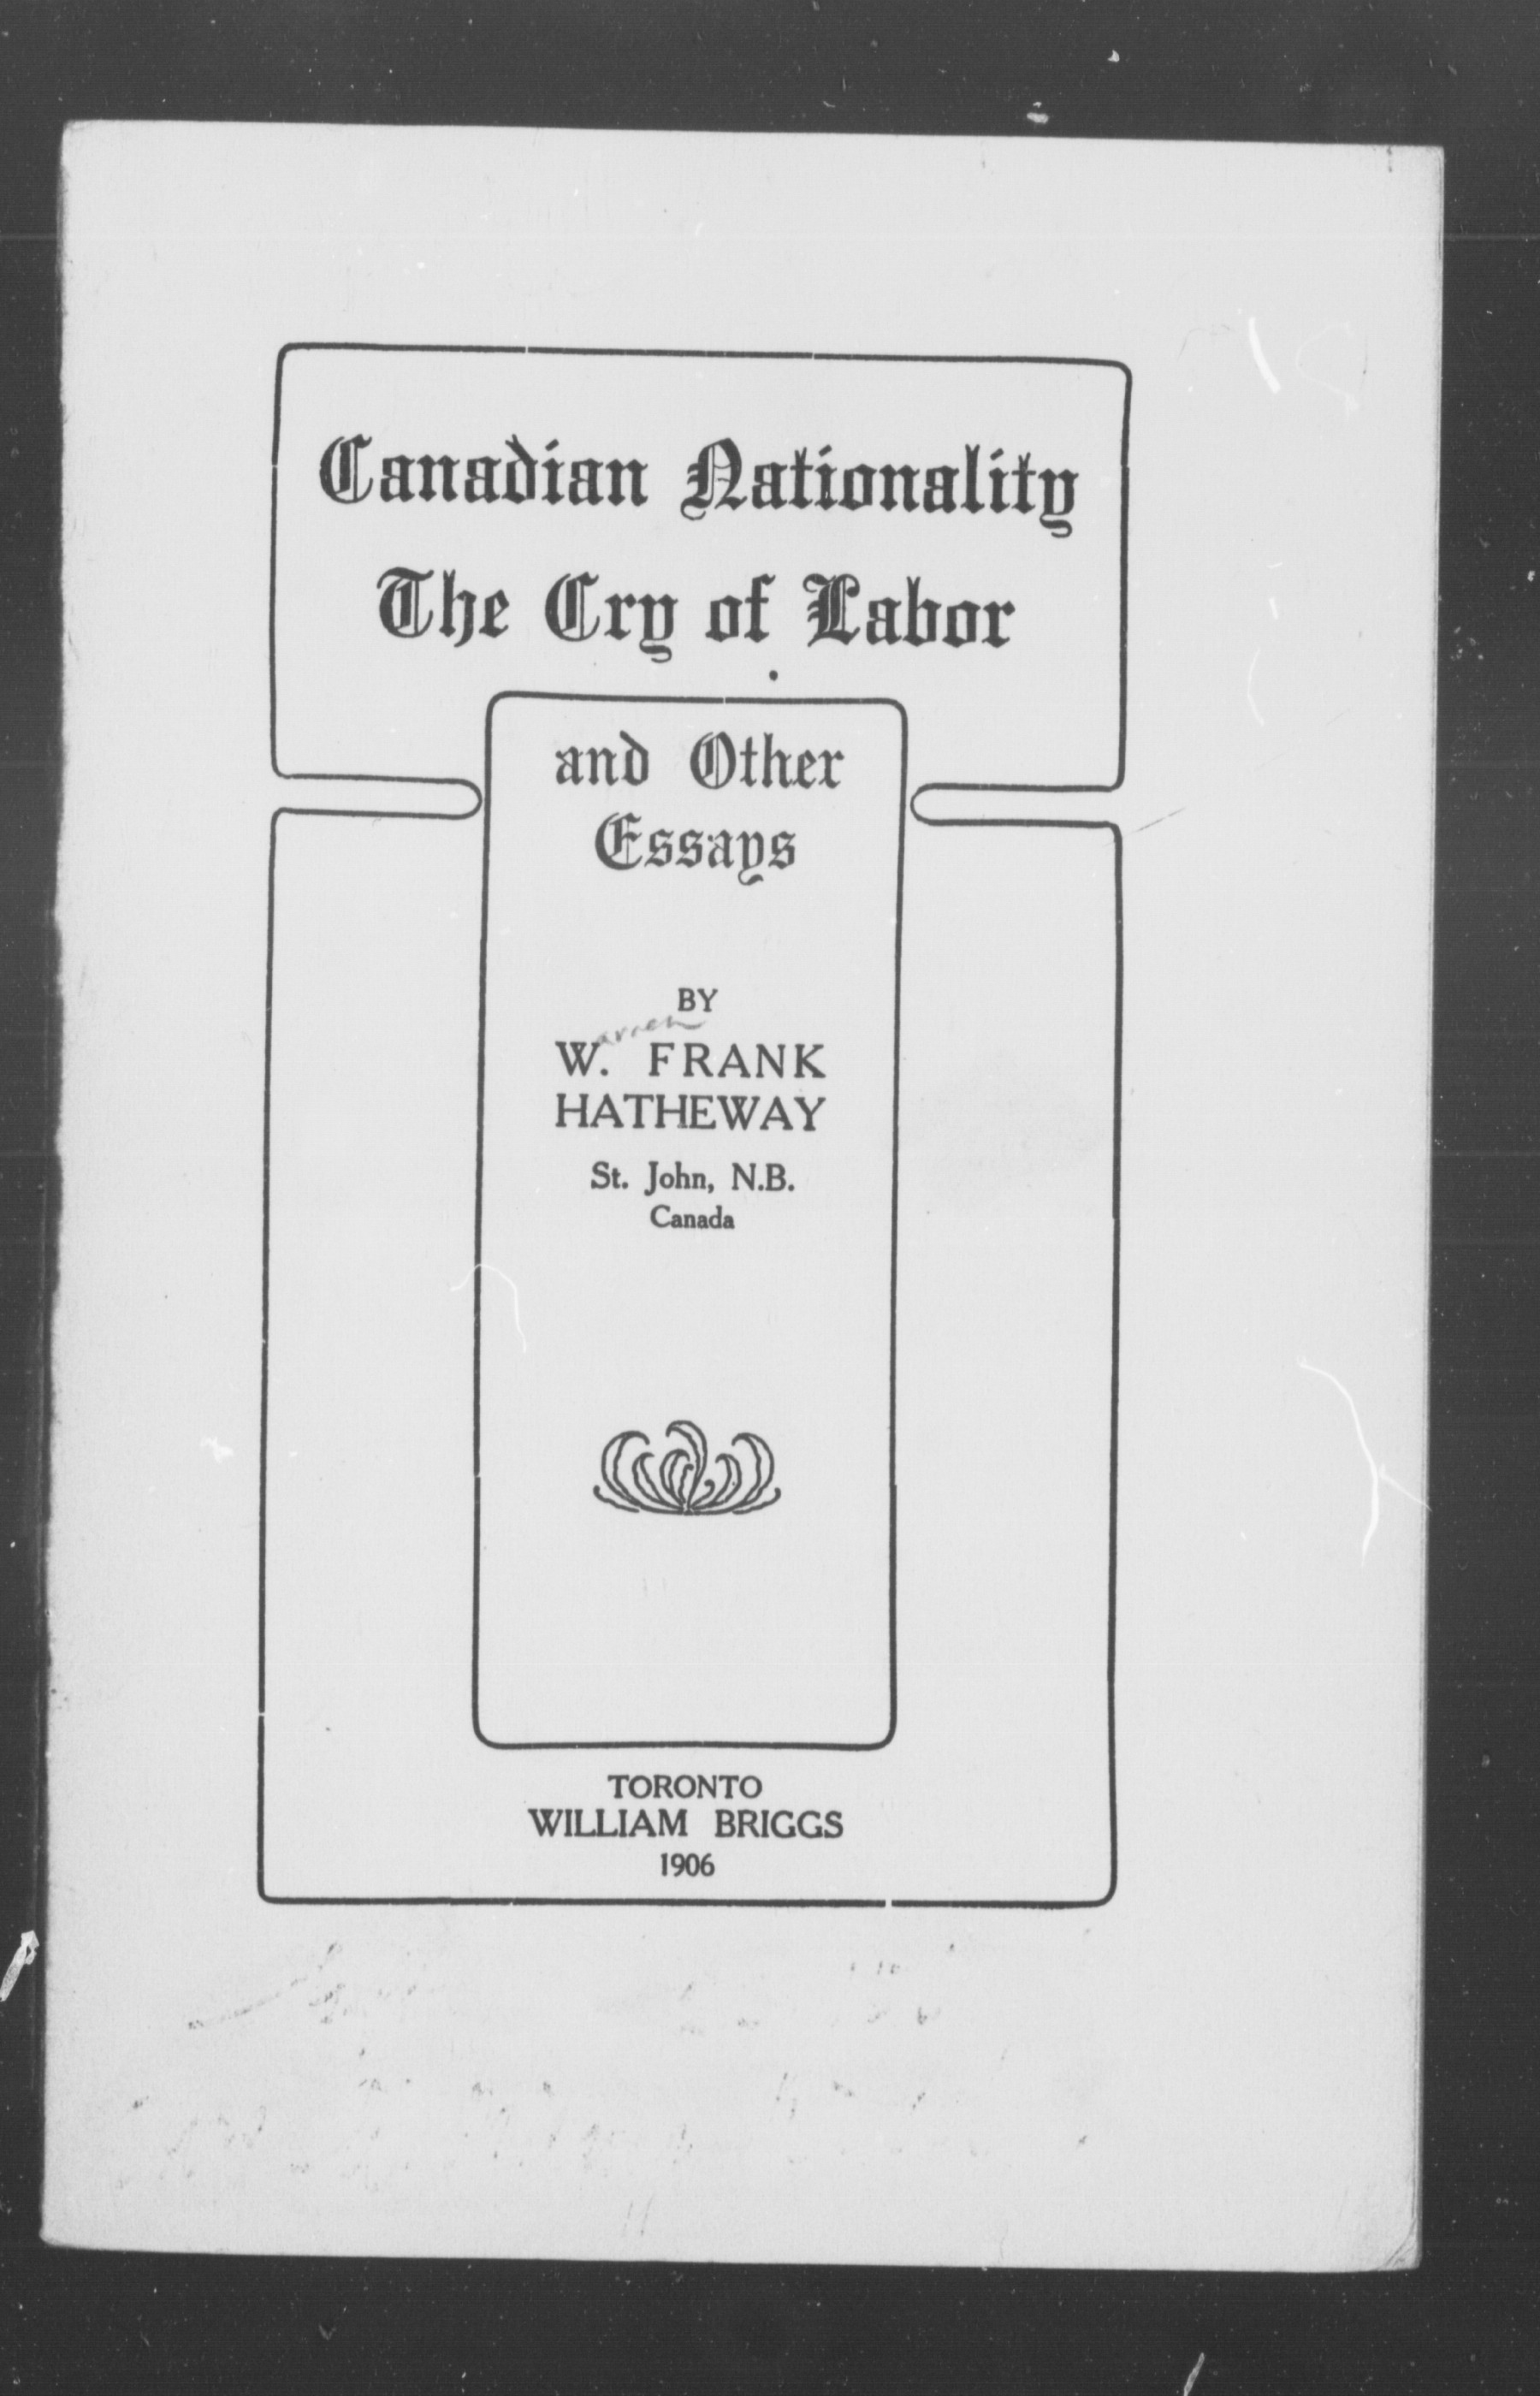 Canadian Nationality
The Cry of Labor
and Other
Essays
BY
arren
W. FRANK
HATHEWAY
St. John, N.B.
Canada
TORONTO
WILLIAM BRIGGS
1906